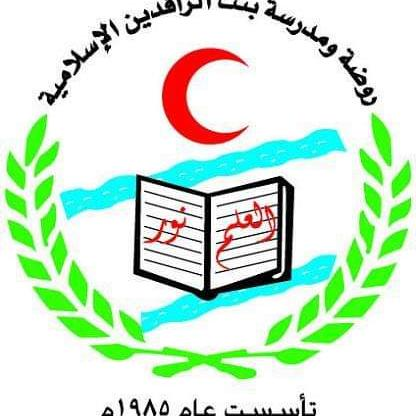 روضة ومدرسة بنت الرافدين الإسلامية
العلم نور
تأسست عام ١٩٨٥م